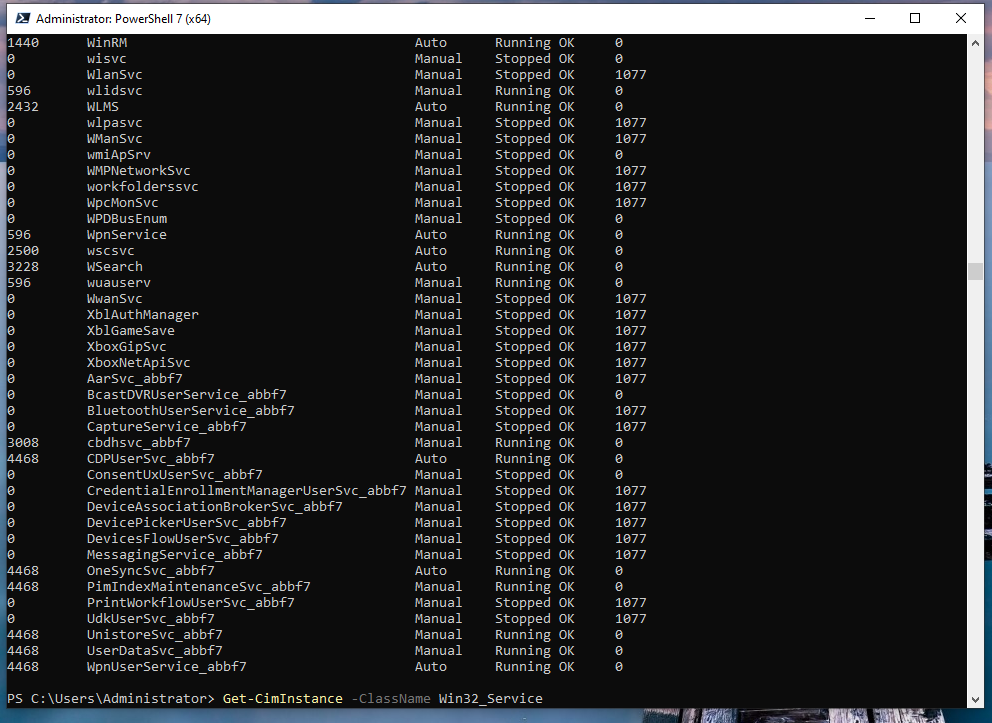 Administrator: PowerShell 7 (x64)
1440 WinRM Auto Running OK 0
0 wisvc Manual Stopped OK 0
0 WlanSvc Manual Stopped OK 1077
596 wlidsvc Manual Running OK 0
2432 WLMS Auto Running OK 0
0 wlpasvc Manual Stopped OK 1077
0 WManSvc Manual Stopped OK 1077
0 wmiApSrv Manual Stopped OK 0
0 WMPNetworkSvc Manual Stopped OK 1077
0 workfolderssvc Manual Stopped OK 1077
0 WpcMonSvc Manual Stopped OK 1077
0 WPDBusEnum Manual Stopped OK 0
596 WpnService Auto Running OK 0
2500 wscsvc Auto Running OK 0
3228 WSearch Auto Running OK 0
596 wuauserv Manual Running OK 0
0 WwanSvc Manual Stopped OK 1077
0 XblAuthManager Manual Stopped OK 1077
0 XblGameSave Manual Stopped OK 1077
0 XboxGipSvc Manual Stopped OK 1077
0 XboxNetApiSvc Manual Stopped OK 1077
0 AarSvc_abbf7 Manual Stopped OK 1077
0 BcastDVRUserService_abbf7 Manual Stopped OK 0
0 BluetoothUserService_abbf7 Manual Stopped OK 1077
0 CaptureService_abbf7 Manual Stopped OK 1077
3008 cbdhsvc_abbf7 Manual Running OK 0
4468 CDPUserSvc_abbf7 Auto Running OK 0
0 ConsentUxUserSvc_abbf7 Manual Stopped OK 0
0 CredentialEnrollmentManagerUserSvc_abbf7 Manual Stopped OK 1077
0 DeviceAssociationBrokerSvc_abbf7 Manual Stopped OK 1077
0 DevicePickerUserSvc_abbf7 Manual Stopped OK 1077
0 DevicesFlowUserSvc_abbf7 Manual Stopped OK 1077
0 MessagingService_abbf7 Manual Stopped OK 1077
4468 OneSyncSvc_abbf7 Auto Running OK 0
4468 PimIndexMaintenanceSvc_abbf7 Manual Running OK 0
0 PrintWorkflowUserSvc_abbf7 Manual Stopped OK 1077
0 UdkUserSvc_abbf7 Manual Stopped OK 1077
4468 UnistoreSvc_abbf7 Manual Running OK 0
4468 UserDataSvc_abbf7 Manual Running OK 0
4468 WpnUserService_abbf7 Auto Running OK 0
PS C:\Users\Administrator> Get-CimInstance -ClassName Win32_Service